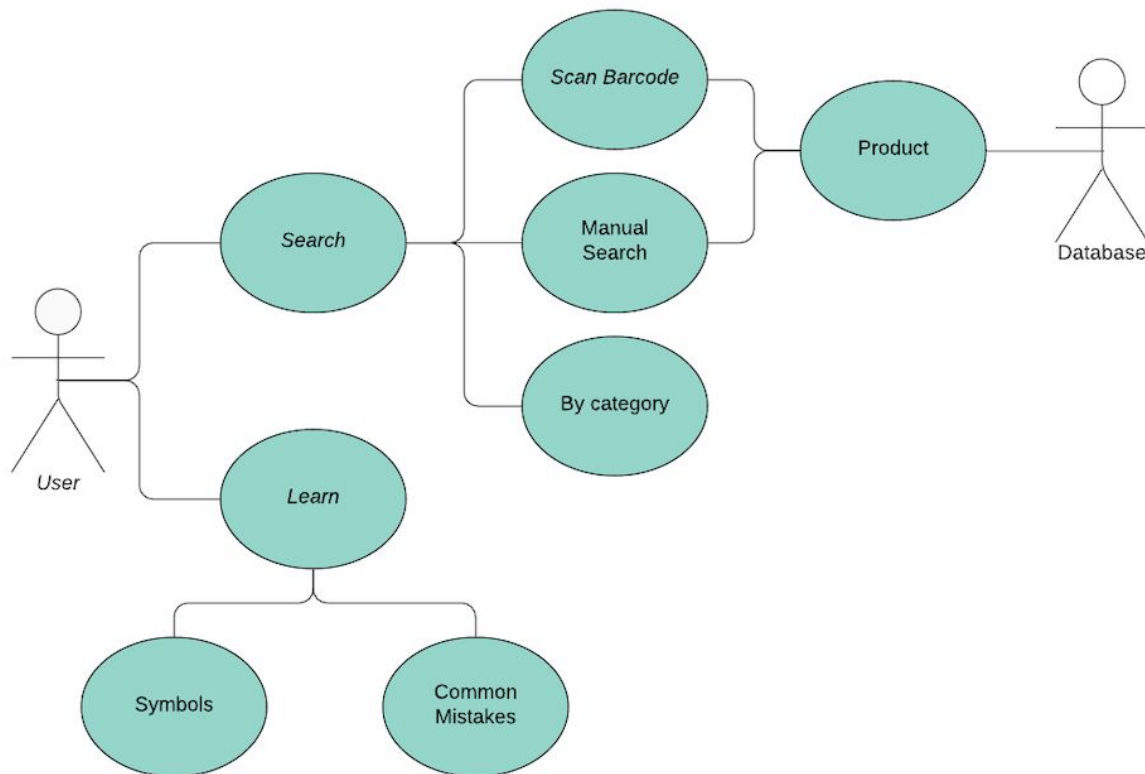 Scan Barcode
Product
Search
Manual
Search
Database
By category
User
Learn
Symbols
Common
Mistakes